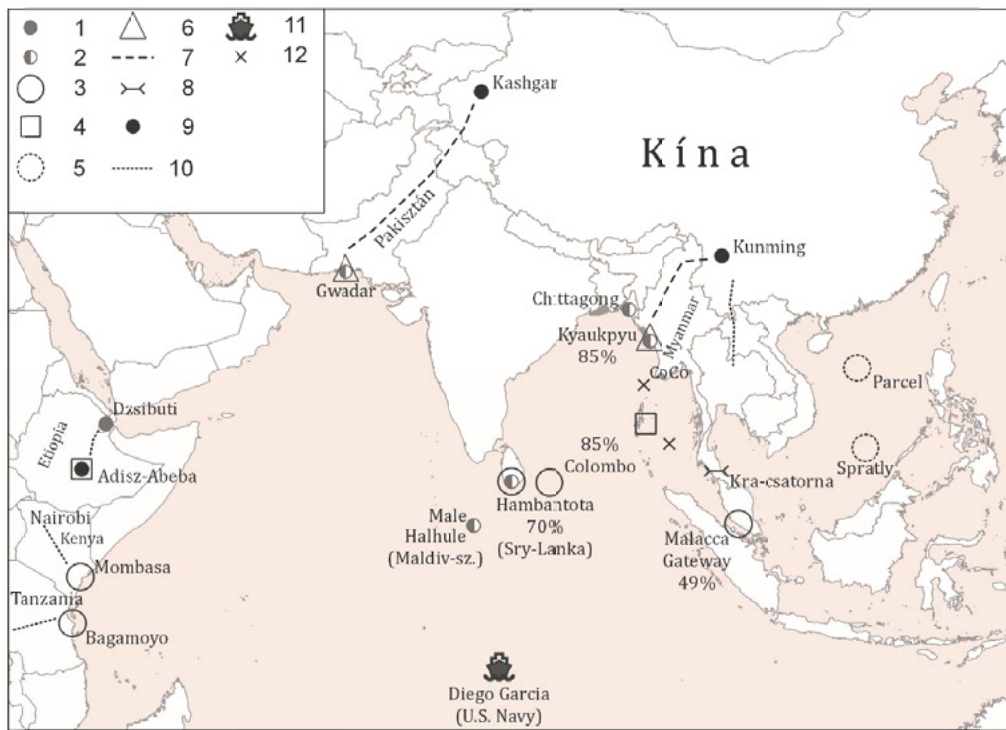 1 6 11
2 7 12
3 8
4 9
5 10
Kashgar
Kína
Pakisztán
Kunming
Gwadar
Chittagong
Kyaukpyu
85%
Myanmar
CoCo
Parcel
Dzsibuti
Etiopia
Adisz-Abeba
85%
Colombo
Kra-csatorna
Spratly
Hambantota
70%
(Sry-Lanka)
Male
Halhule
(Maldiv-sz.)
Malacca
Gateway
49%
Nairobi
Kenya
Mombasa
Tanzania
Bagamoyo
Diego Garcia
(U.S. Navy)